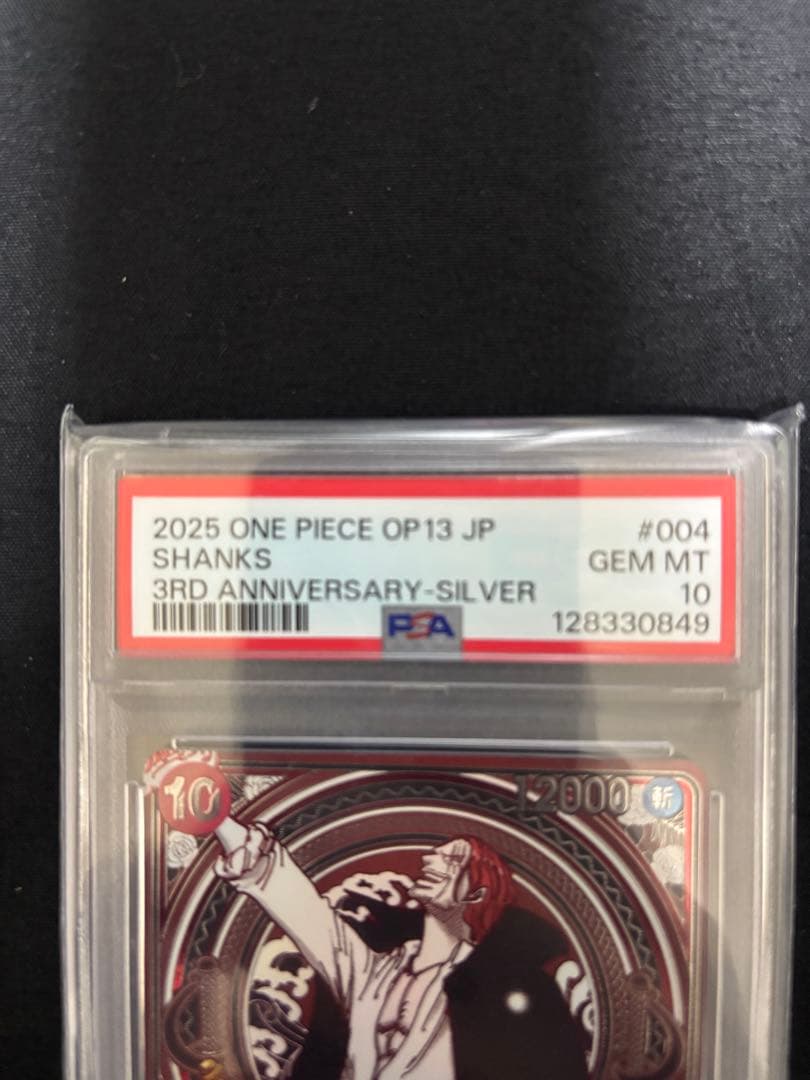 2025 ONE PIECE OP13 JP #004
SHANKS GEM MT
3RD ANNIVERSARY-SILVER 10
PSA 128330849
10 12000 斬